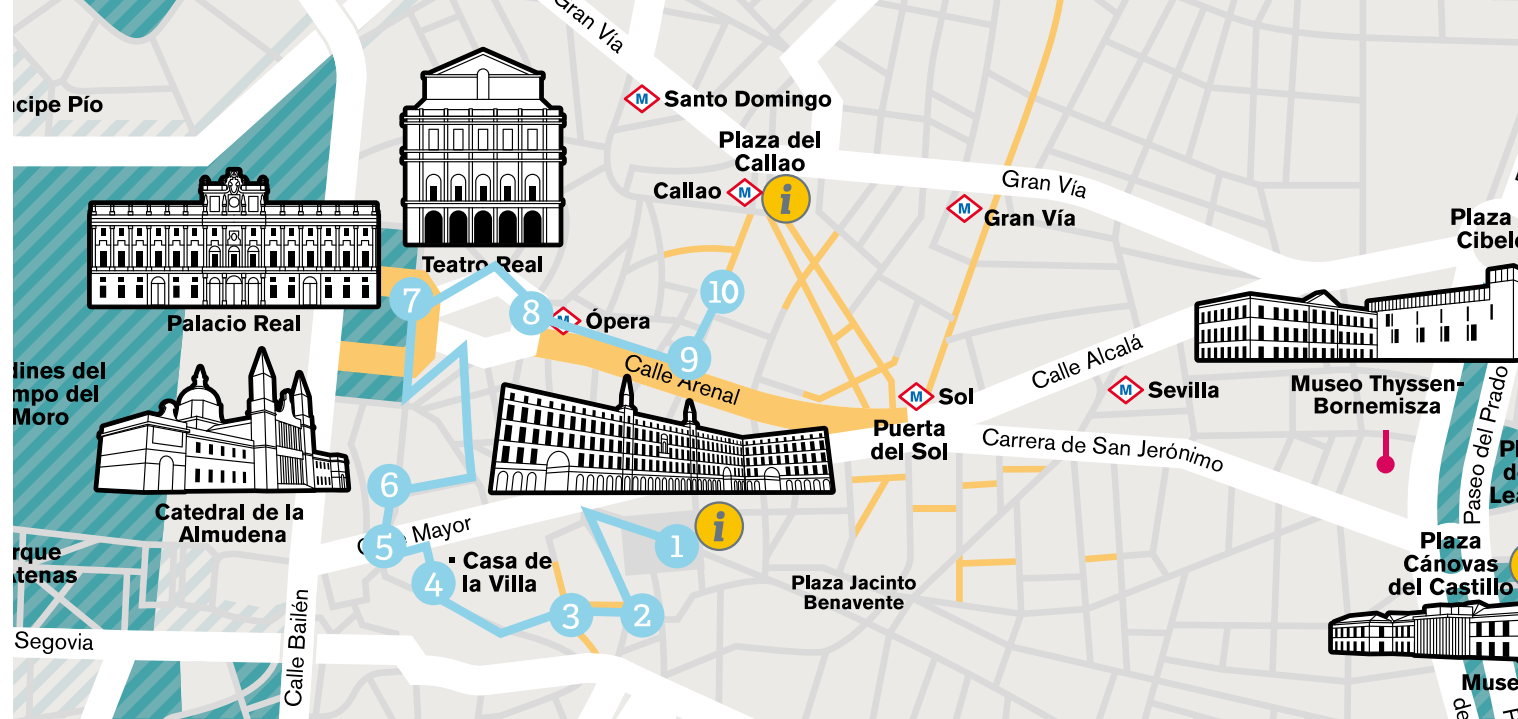 Gran Vía
cipe Pío
M Santo Domingo
Plaza del
Callao
Callao M
i
Gran Vía
M
Gran Vía
Plaza
Cibel
Teatro Real
7
8
M Ópera
10
9
Palacio Real
Calle Arenal
Calle Alcalá
dines del
mpo del
Moro
M Sol
M Sevilla
Museo Thyssen-
Bornemisza
Puerta
del Sol
Carrera de San Jerónimo
Paseo del Prado
6
Catedral de la
Almudena
Mayor
5
i
1
Casa de
la Villa
4
rque
tenas
Plaza Jacinto
Benavente
Plaza
Cánovas
del Castillo
3
2
Segovia
Calle Bailén
Muse